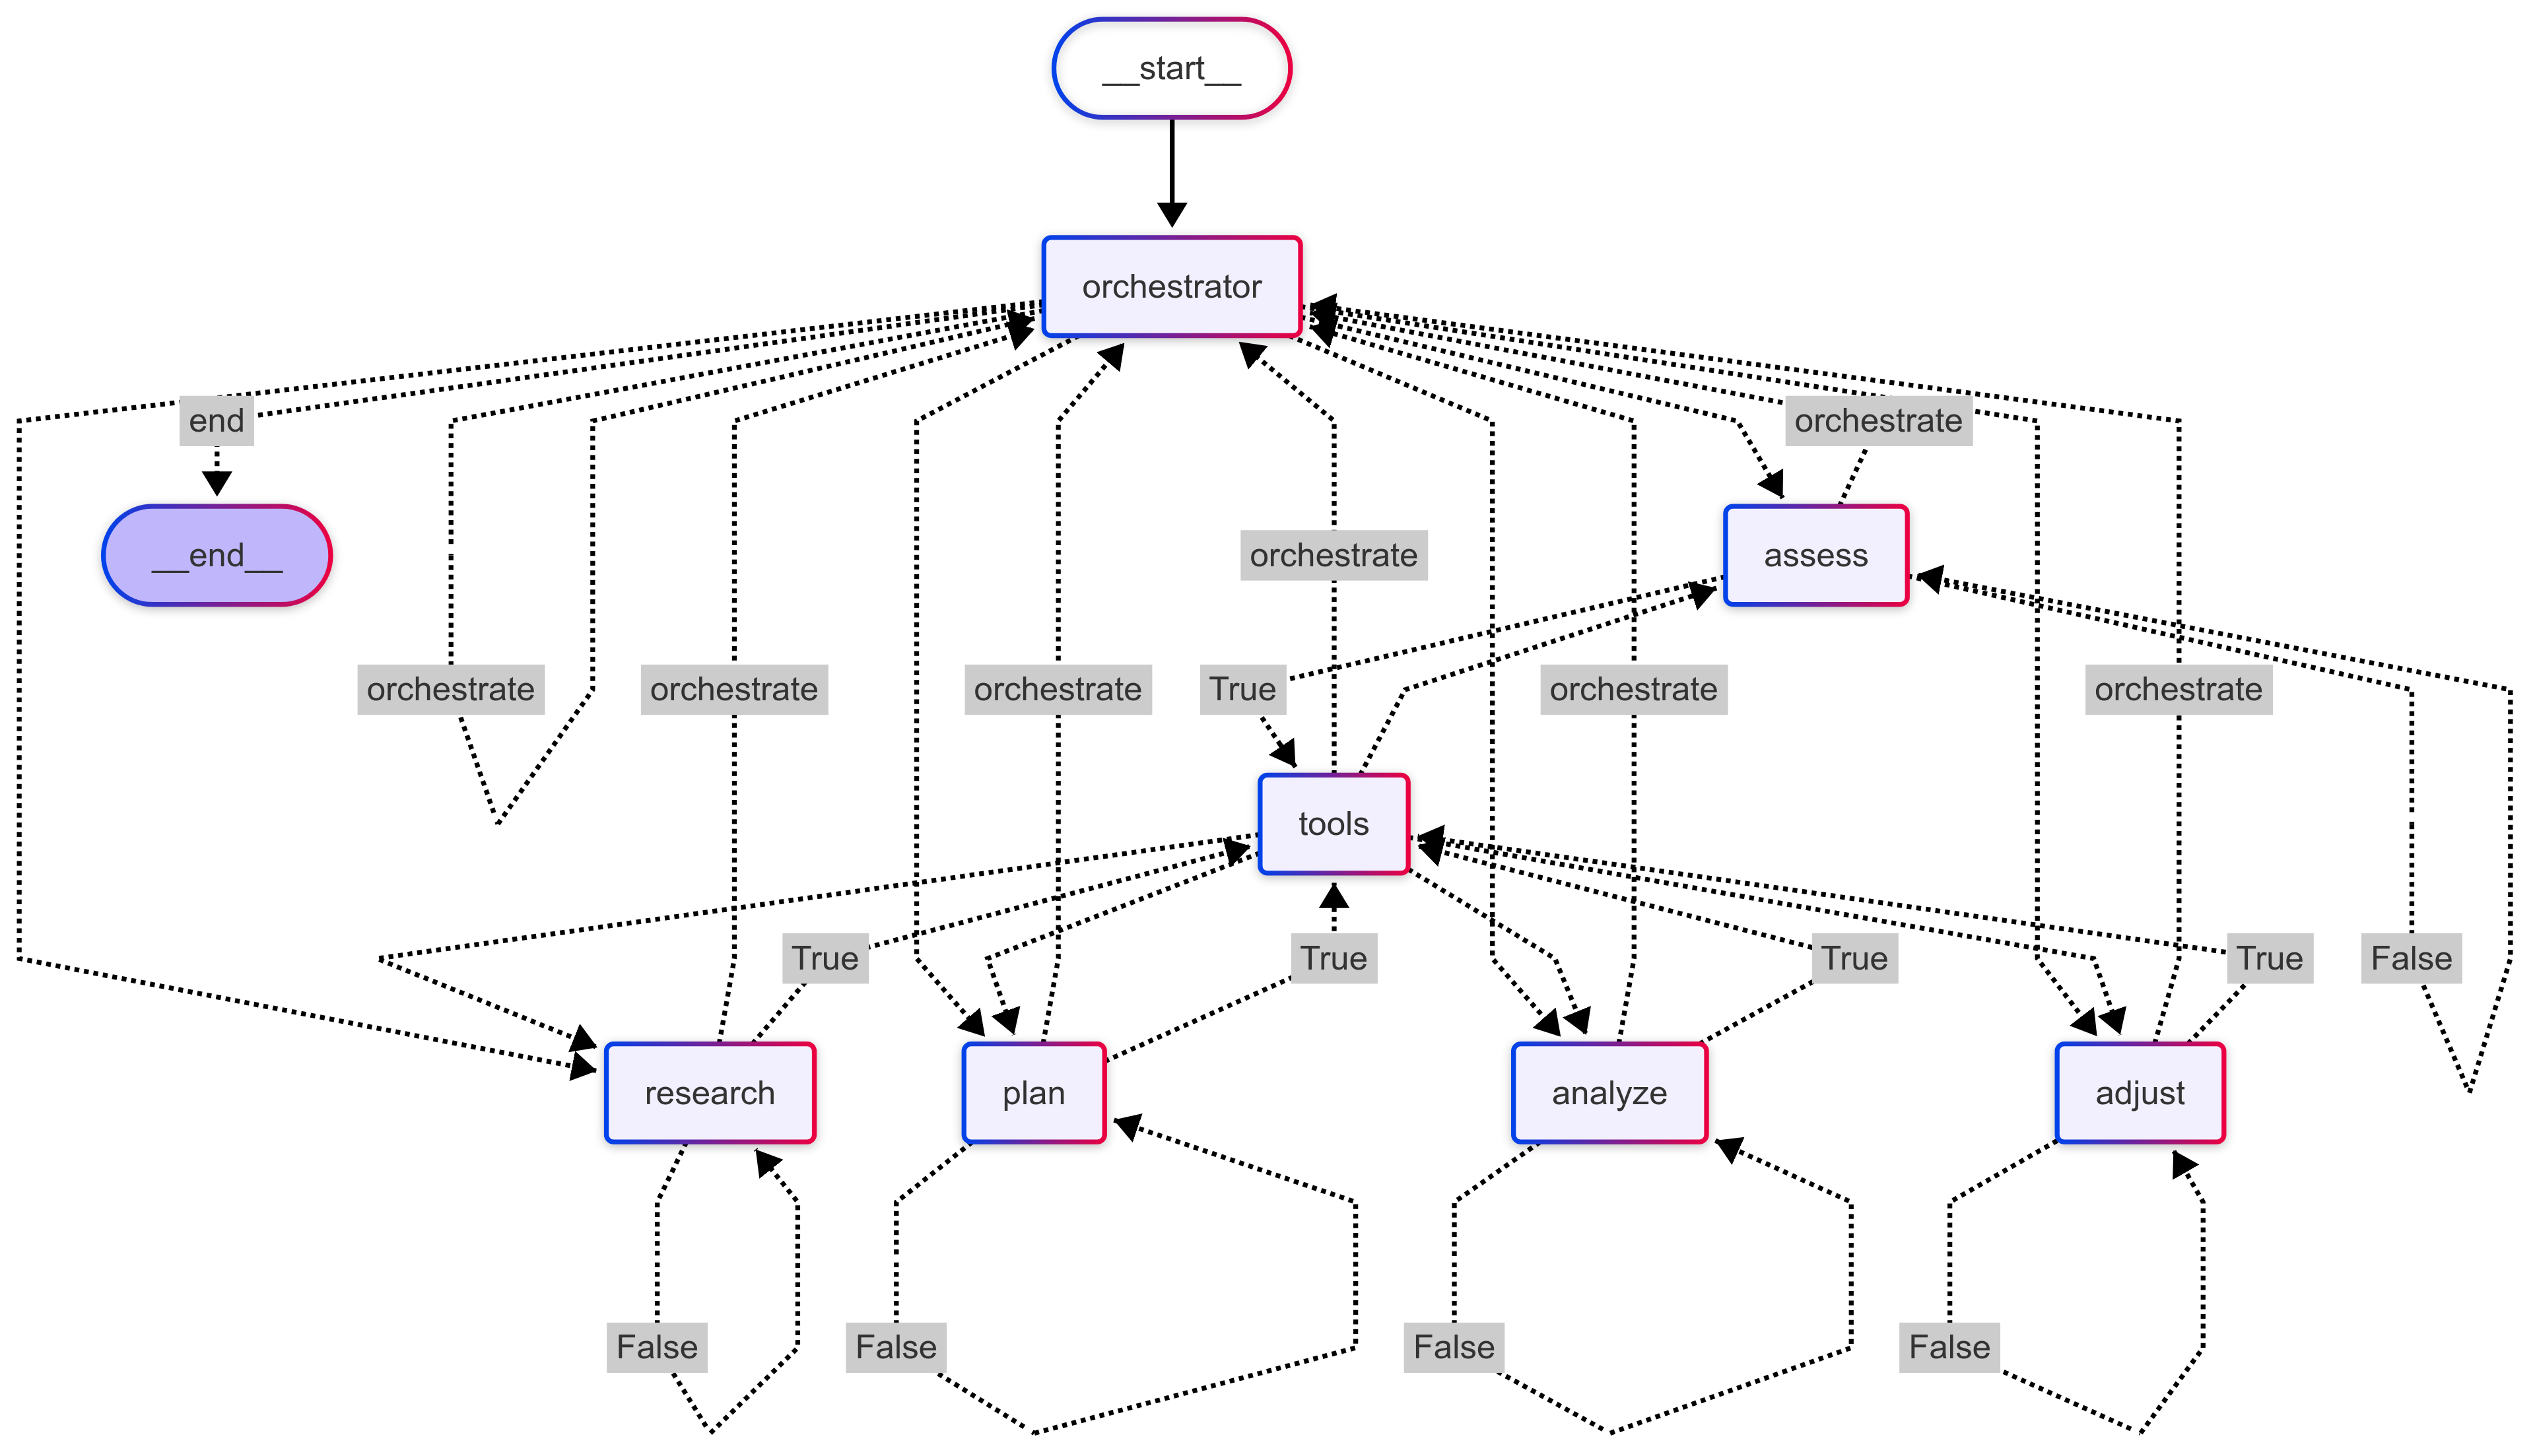 __start__
orchestrator
end
orchestrate
__end__
orchestrate
assess
orchestrate
orchestrate
orchestrate
True
orchestrate
orchestrate
tools
True
True
True
True
False
research
plan
analyze
adjust
False
False
False
False